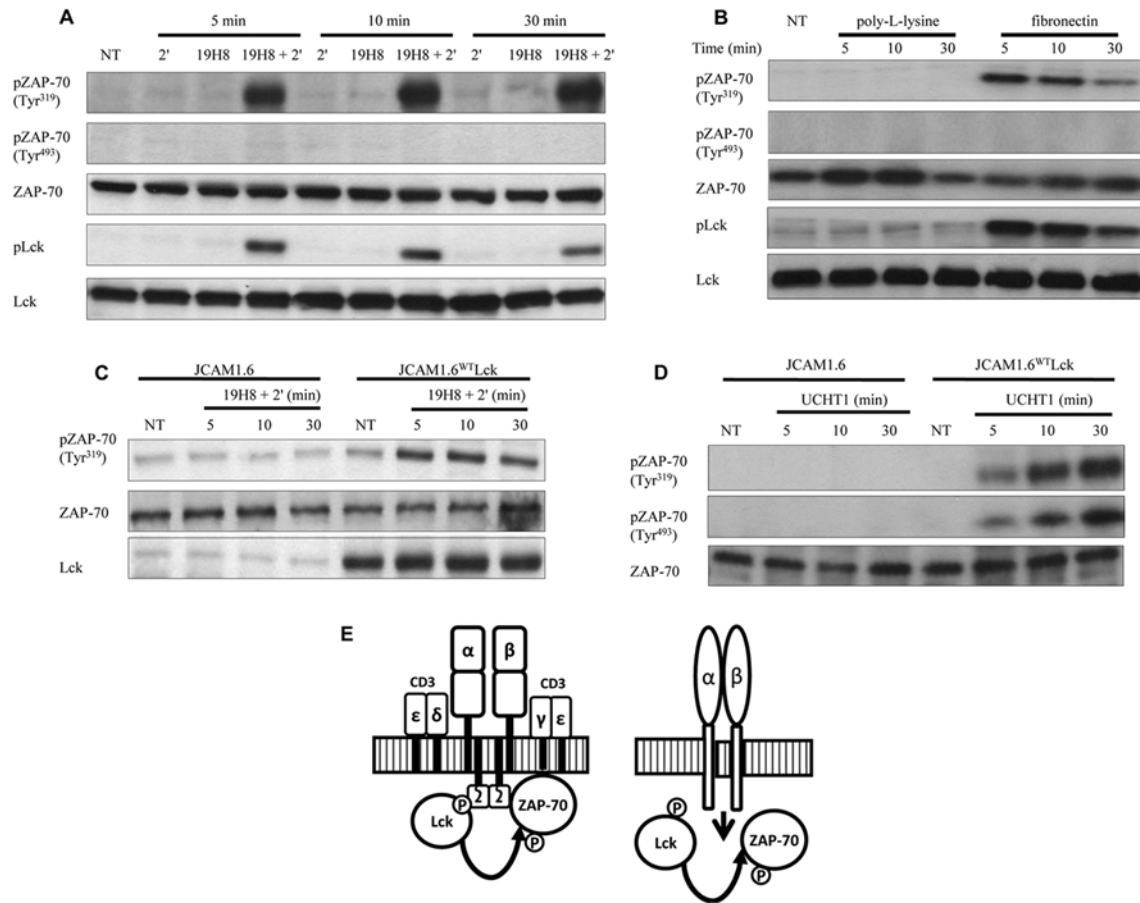 A
5 min 10 min 30 min
NT 2' 19H8 19H8 + 2' 2' 19H8 19H8 + 2' 2' 19H8 19H8 + 2'
pZAP-70
(Tyr319)
pZAP-70
(Tyr493)
ZAP-70
pLck
Lck
B
NT poly-L-lysine fibronectin
Time (min) 5 10 30 5 10 30
pZAP-70
(Tyr319)
pZAP-70
(Tyr493)
ZAP-70
pLck
Lck
C
JCAM1.6 JCAM1.6WTLck
19H8 + 2' (min) 19H8 + 2' (min)
NT 5 10 30 NT 5 10 30
pZAP-70
(Tyr319)
ZAP-70
Lck
D
JCAM1.6 JCAM1.6WTLck
UCHT1 (min) UCHT1 (min)
NT 5 10 30 NT 5 10 30
pZAP-70
(Tyr319)
pZAP-70
(Tyr493)
ZAP-70
E
α β
CD3 CD3
ε δ γ ε
2 2
P
Lck ZAP-70
P
α β
P
Lck ZAP-70
P